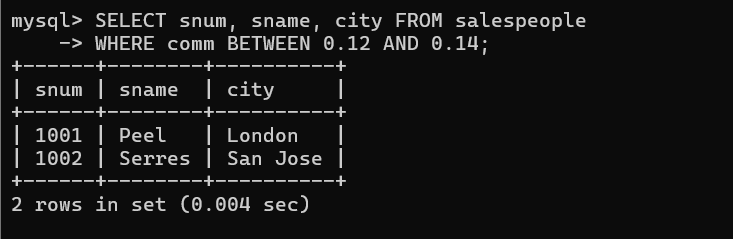 mysql> SELECT snum, sname, city FROM salespeople
    -> WHERE comm BETWEEN 0.12 AND 0.14;
+------+--------+----------+
| snum | sname  | city     |
+------+--------+----------+
| 1001 | Peel   | London   |
| 1002 | Serres | San Jose |
+------+--------+----------+
2 rows in set (0.004 sec)